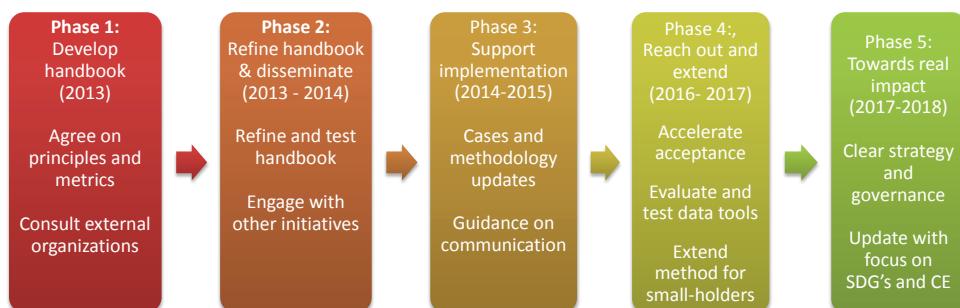 Phase 1:
Develop
handbook
(2013)
Agree on
principles and
metrics
Consult external
organizations
Phase 2:
Refine handbook
& disseminate
(2013 - 2014)
Refine and test
handbook
Engage with
other initiatives
Phase 3:
Support
implementation
(2014-2015)
Cases and
methodology
updates
Guidance on
communication
Phase 4:,
Reach out and
extend
(2016- 2017)
Accelerate
acceptance
Evaluate and
test data tools
Extend
method for
small-holders
Phase 5:
Towards real
impact
(2017-2018)
Clear strategy
and
governance
Update with
focus on
SDG's and CE